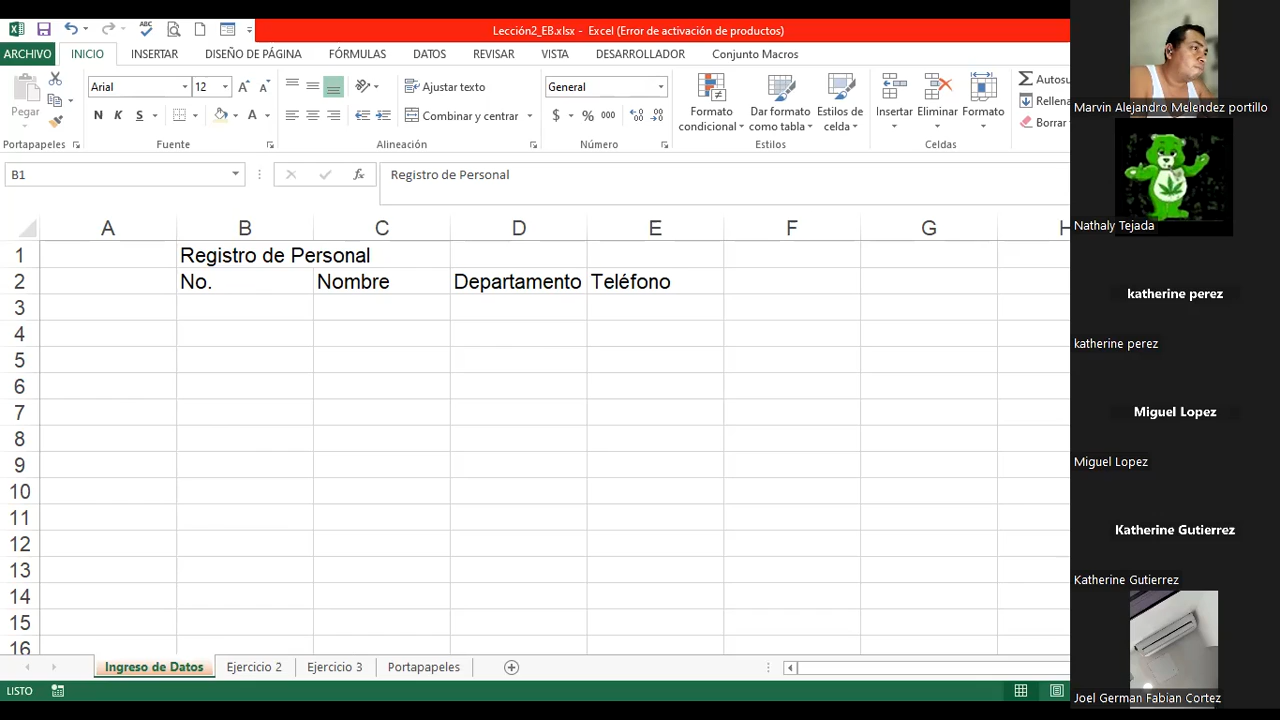 Lección2_EB.xlsx - Excel (Error de activación de productos)
ARCHIVO INICIO INSERTAR DISEÑO DE PÁGINA FÓRMULAS DATOS REVISAR VISTA DESARROLLADOR Conjunto Macros
Pegar
Portapapeles
Arial 12
N K S
Fuente
Ajustar texto
Combinar y centrar
Alineación
General
$ % 000
Número
Formato condicional
Dar formato como tabla
Estilos de celda
Estilos
Insertar Eliminar Formato
Celdas
Autosu
Rellena
Borrar
B1 fx Registro de Personal
A B C D E F G H
1 Registro de Personal
2 No. Nombre Departamento Teléfono
3
4
5
6
7
8
9
10
11
12
13
14
15
16
Ingreso de Datos Ejercicio 2 Ejercicio 3 Portapapeles
LISTO
Marvin Alejandro Melendez portillo
Nathaly Tejada
katherine perez
katherine perez
Miguel Lopez
Miguel Lopez
Katherine Gutierrez
Katherine Gutierrez
Joel German Fabian Cortez